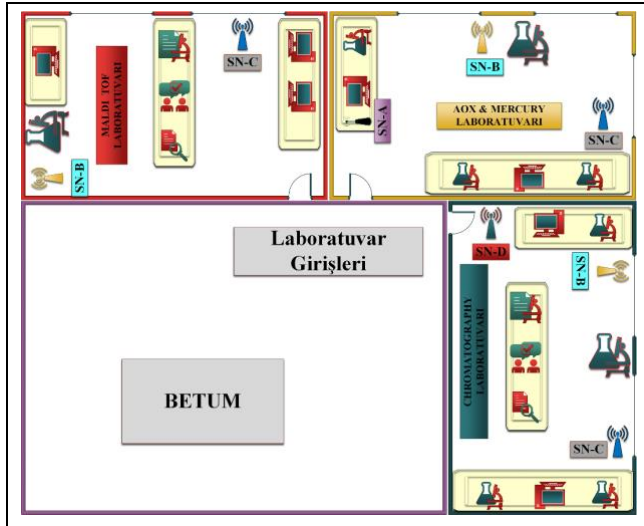 SN-C
MALDI TOF
LABORATUVARI
SN-B
SN-B
SN-A
AOX & MERCURY
LABORATUVARI
SN-C
Laboratuvar
Girişleri
BETUM
SN-D
SN-B
CHROMATOGRAPHY
LABORATUVARI
SN-C